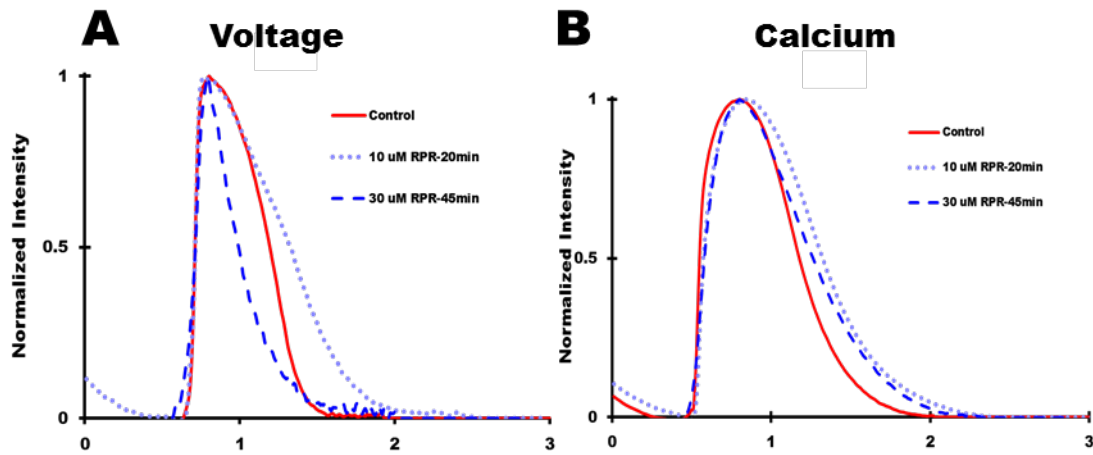 A
Voltage
1
0.5
0
Normalized Intensity
Control
10 uM RPR-20min
30 uM RPR-45min
0
1
2
3
B
Calcium
1
0.5
0
Normalized Intensity
Control
10 uM RPR-20min
30 uM RPR-45min
0
1
2
3